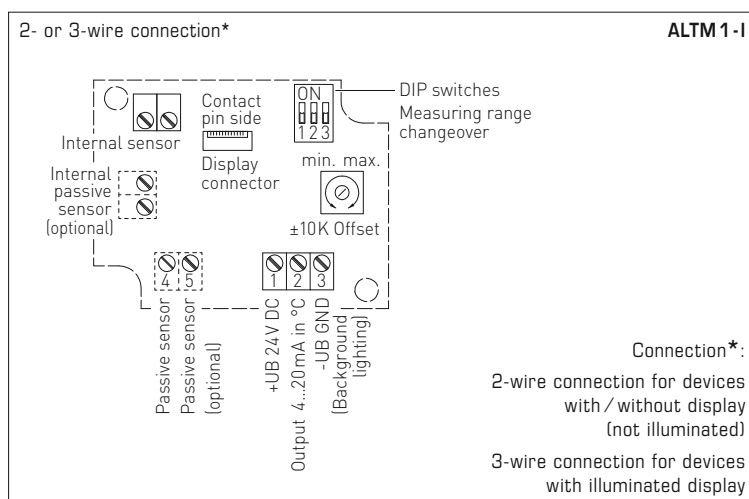 2- or 3-wire connection*
ALTM 1 - I
ON
1 2 3
DIP switches
Measuring range
changeover
Contact
pin side
Internal sensor
Display
connector
min. max.
±10K Offset
Internal
passive
sensor
(optional)
4 5
1 2 3
Passive sensor
Passive sensor
(optional)
+UB 24V DC
Output 4...20mA in °C
-UB GND
(Background
lighting)
Connection*:
2-wire connection for devices
with / without display
(not illuminated)
3-wire connection for devices
with illuminated display